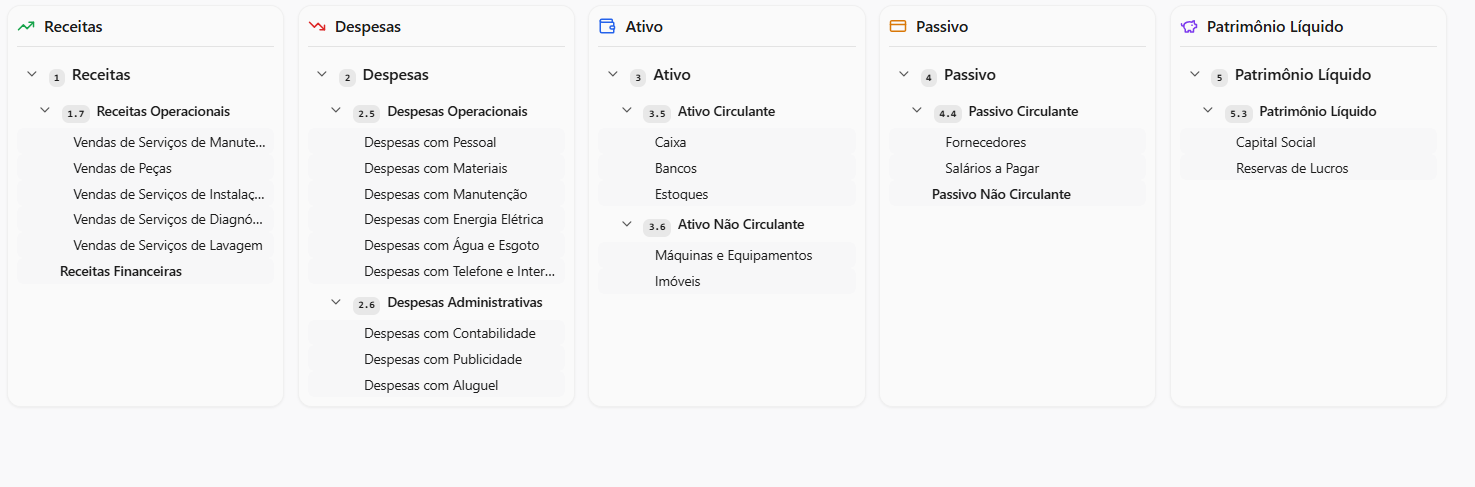 Receitas
1 Receitas
1.7 Receitas Operacionais
Vendas de Serviços de Manute...
Vendas de Peças
Vendas de Serviços de Instalaç...
Vendas de Serviços de Diagnó...
Vendas de Serviços de Lavagem
Receitas Financeiras
Despesas
2 Despesas
2.5 Despesas Operacionais
Despesas com Pessoal
Despesas com Materiais
Despesas com Manutenção
Despesas com Energia Elétrica
Despesas com Água e Esgoto
Despesas com Telefone e Inter...
2.6 Despesas Administrativas
Despesas com Contabilidade
Despesas com Publicidade
Despesas com Aluguel
Ativo
3 Ativo
3.5 Ativo Circulante
Caixa
Bancos
Estoques
3.6 Ativo Não Circulante
Máquinas e Equipamentos
Imóveis
Passivo
4 Passivo
4.4 Passivo Circulante
Fornecedores
Salários a Pagar
Passivo Não Circulante
Patrimônio Líquido
5 Patrimônio Líquido
5.3 Patrimônio Líquido
Capital Social
Reservas de Lucros